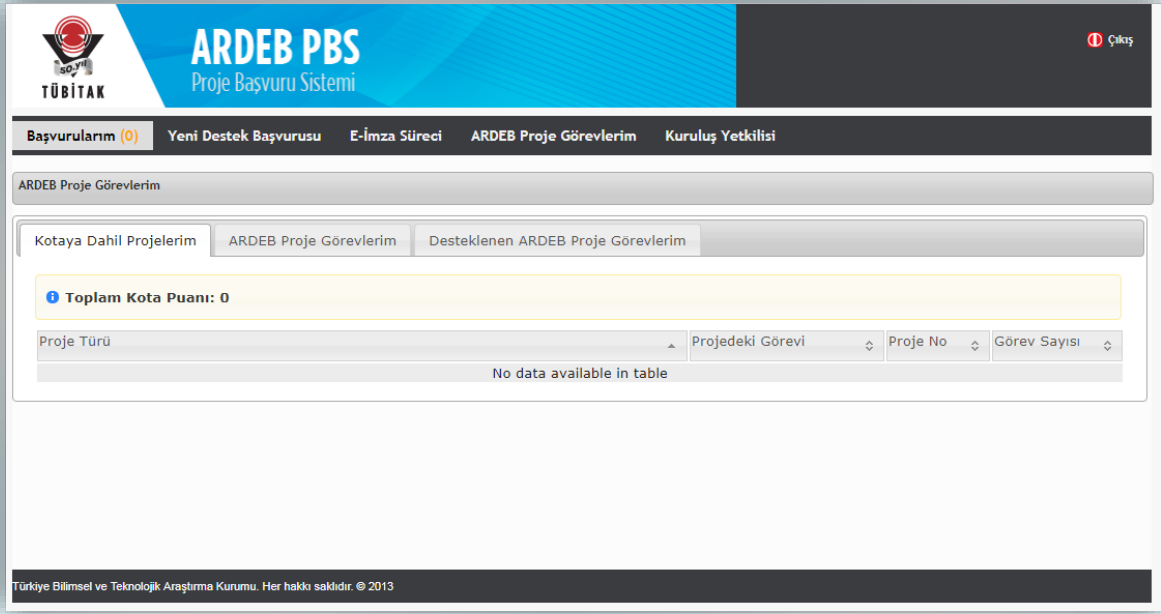 50.yıl
TÜBİTAK
ARDEB PBS
Proje Başvuru Sistemi
Çıkış
Başvurularım (0) Yeni Destek Başvurusu E-İmza Süreci ARDEB Proje Görevlerim Kuruluş Yetkilisi
ARDEB Proje Görevlerim
Kotaya Dahil Projelerim ARDEB Proje Görevlerim Desteklenen ARDEB Proje Görevlerim
Toplam Kota Puanı: 0
Proje Türü Projedeki Görevi Proje No Görev Sayısı
No data available in table
Türkiye Bilimsel ve Teknolojik Araştırma Kurumu. Her hakkı saklıdır. © 2013